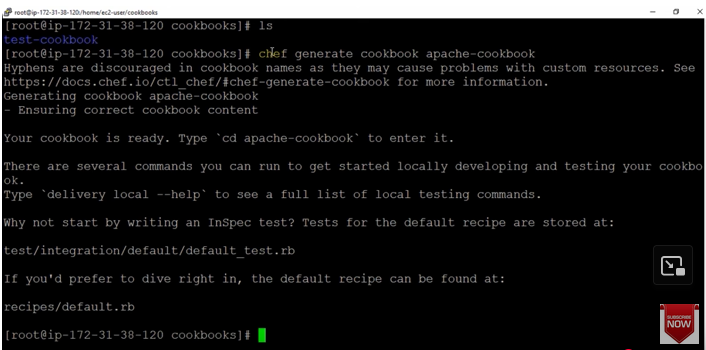 root@ip-172-31-38-120:/home/ec2-user/cookbooks
[root@ip-172-31-38-120 cookbooks]# ls
test-cookbook
[root@ip-172-31-38-120 cookbooks]# chef generate cookbook apache-cookbook
Hyphens are discouraged in cookbook names as they may cause problems with custom resources. See
https://docs.chef.io/ctl_chef/#chef-generate-cookbook for more information.
Generating cookbook apache-cookbook
- Ensuring correct cookbook content
Your cookbook is ready. Type `cd apache-cookbook` to enter it.
There are several commands you can run to get started locally developing and testing your cookbo
ok.
Type `delivery local --help` to see a full list of local testing commands.
Why not start by writing an InSpec test? Tests for the default recipe are stored at:
test/integration/default/default_test.rb
If you'd prefer to dive right in, the default recipe can be found at:
recipes/default.rb
[root@ip-172-31-38-120 cookbooks]#
SUBSCRIBE
NOW